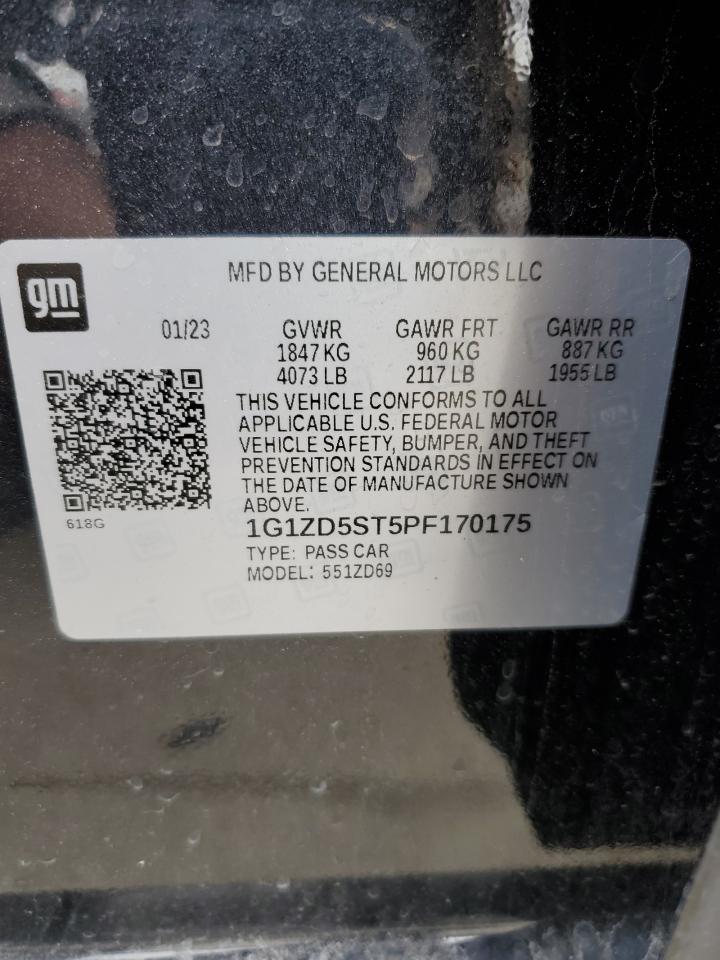 gm
MFD BY GENERAL MOTORS LLC
01/23 GVWR GAWR FRT GAWR RR
1847 KG 960 KG 887 KG
4073 LB 2117 LB 1955 LB
THIS VEHICLE CONFORMS TO ALL
APPLICABLE U.S. FEDERAL MOTOR
VEHICLE SAFETY, BUMPER, AND THEFT
PREVENTION STANDARDS IN EFFECT ON
THE DATE OF MANUFACTURE SHOWN
ABOVE.
618G
1G1ZD5ST5PF170175
TYPE: PASS CAR
MODEL: 551ZD69